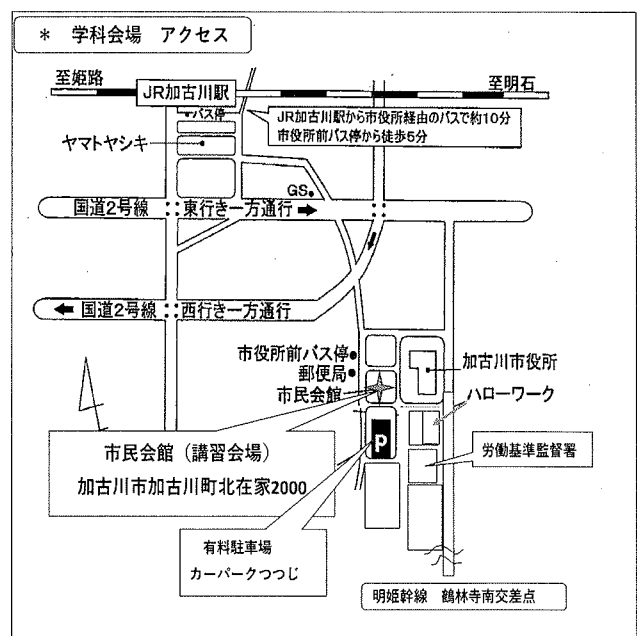 * 学科会場 アクセス
至姫路
至明石
JR加古川駅
バス停
JR加古川駅から市役所経由のバスで約10分
市役所前バス停から徒歩5分
ヤマトヤシキ
GS
国道2号線 東行き一方通行 ➡
⬅ 国道2号線 西行き一方通行
市役所前バス停
郵便局
市民会館
加古川市役所
ハローワーク
市民会館（講習会場）
加古川市加古川町北在家2000
P
労働基準監督署
有料駐車場
カーパークつつじ
明姫幹線 鶴林寺南交差点